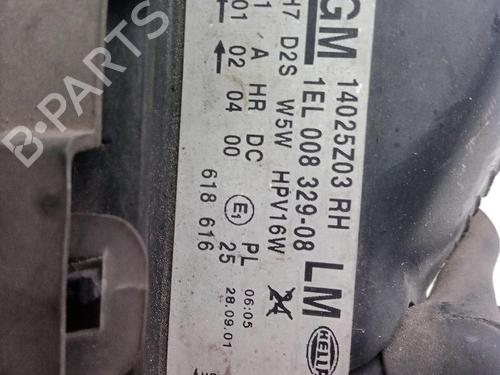 B-PARTS
GM 14025Z03 RH
1EL 008 329-08 LM
H7 D2S W5W HPV16W
A HR DC PL
01 02 04 00 E1 25
618 616
06:05
28.09.01
HELLA